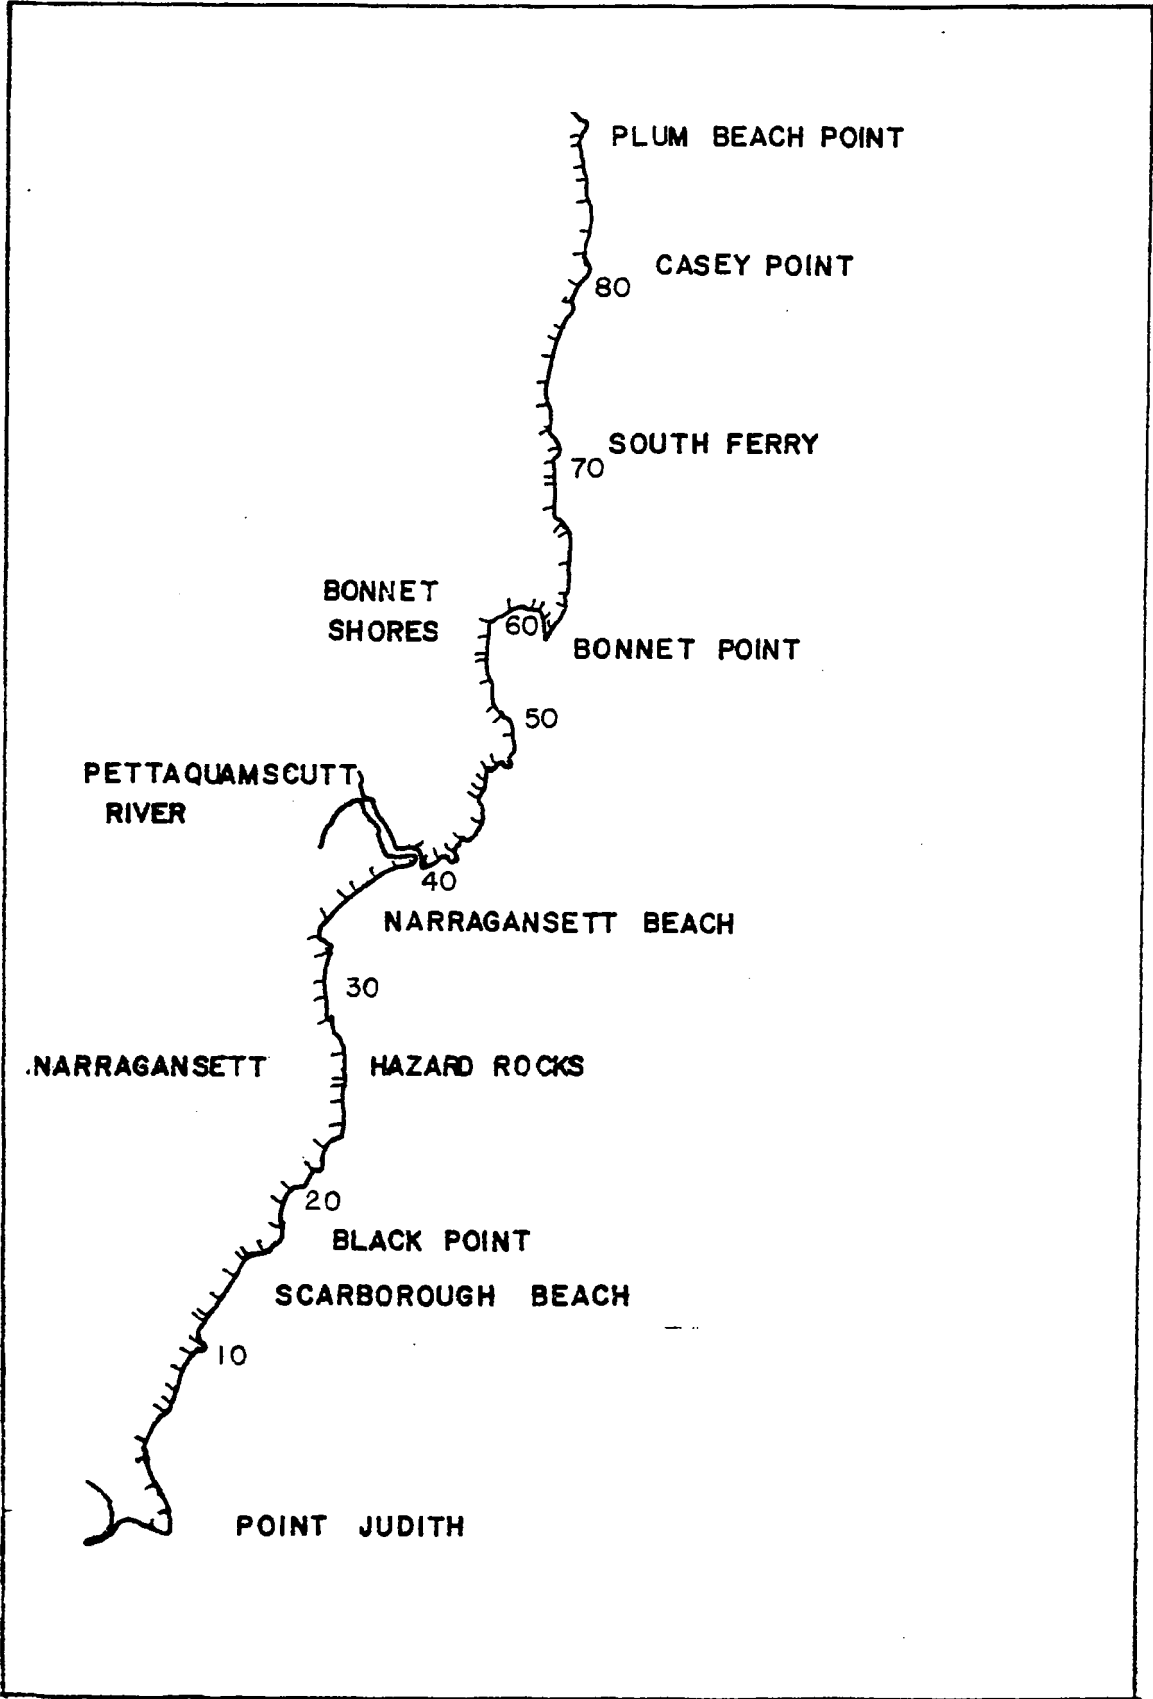 PLUM BEACH POINT
CASEY POINT
80
SOUTH FERRY
70
BONNET
SHORES
60
BONNET POINT
50
PETTAQUAMSCUTT
RIVER
40
NARRAGANSETT BEACH
30
NARRAGANSETT
HAZARD ROCKS
20
BLACK POINT
SCARBOROUGH BEACH
10
POINT JUDITH